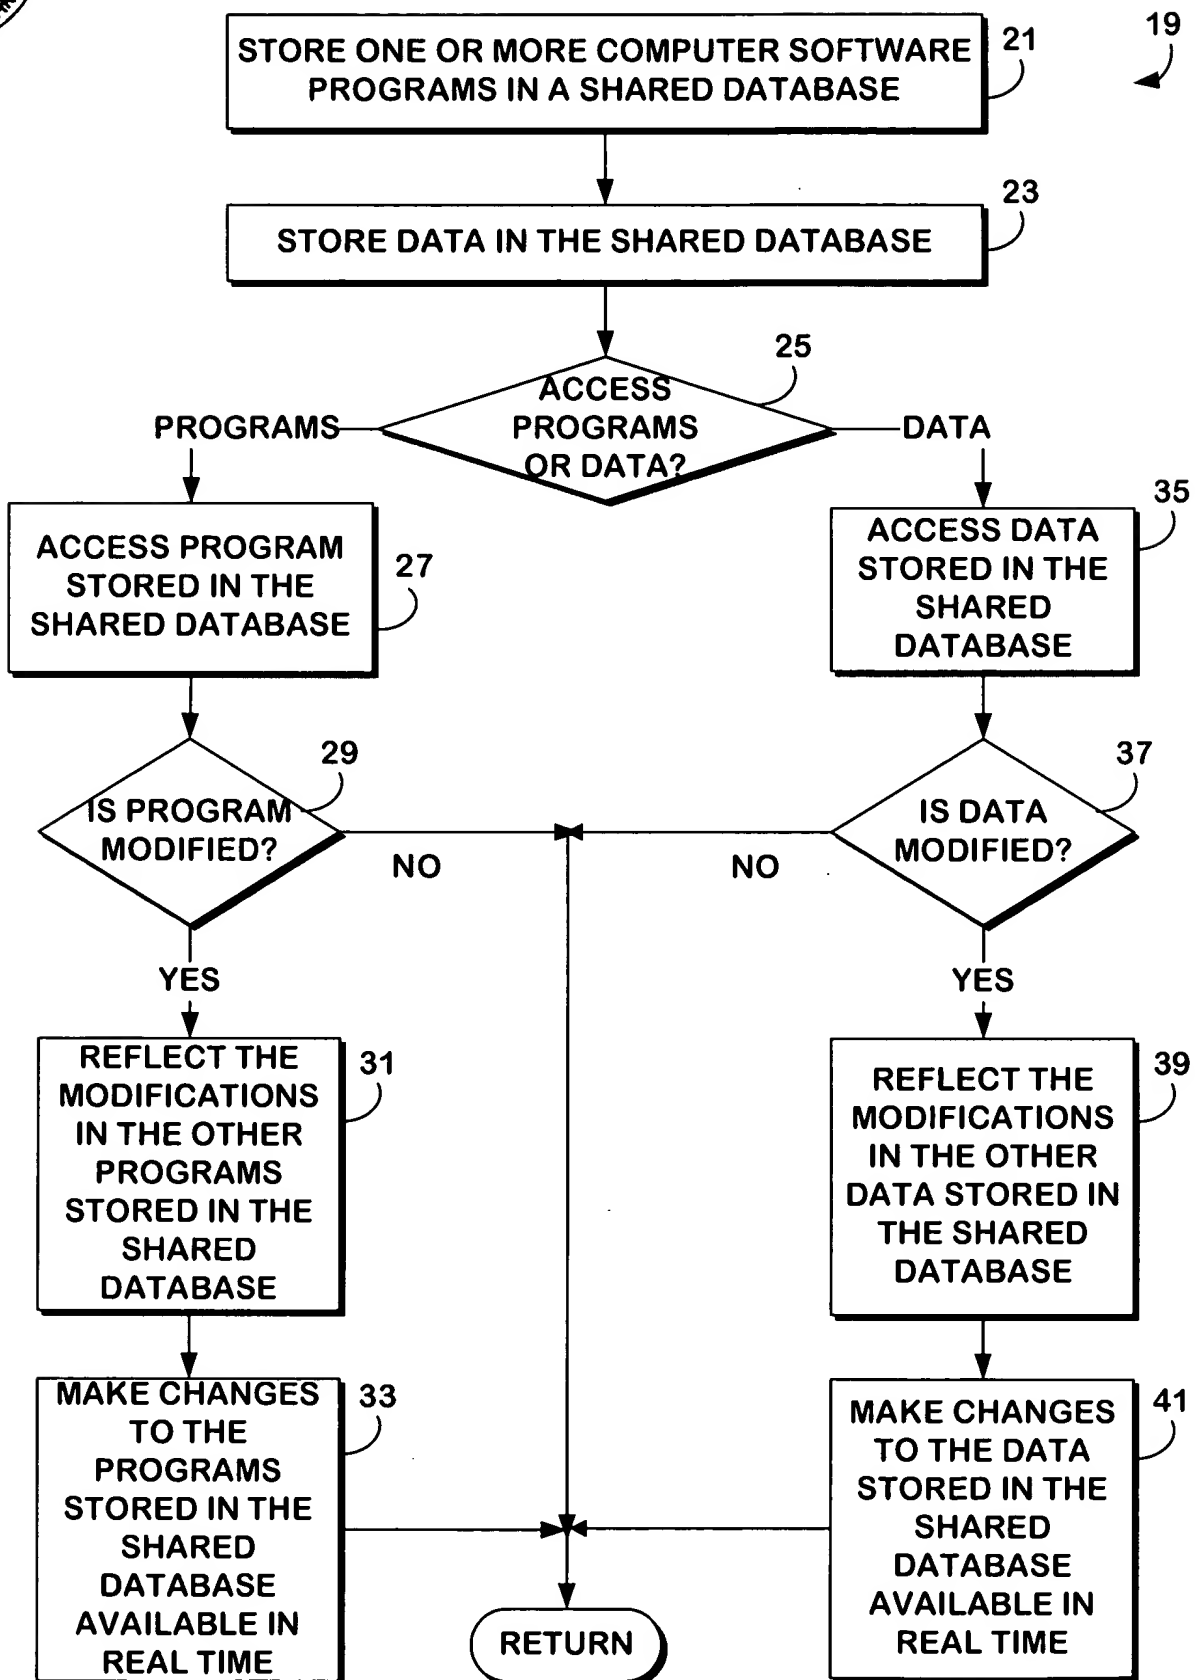 19
STORE ONE OR MORE COMPUTER SOFTWARE
PROGRAMS IN A SHARED DATABASE
21
STORE DATA IN THE SHARED DATABASE
23
ACCESS
PROGRAMS
OR DATA?
25
PROGRAMS
DATA
ACCESS PROGRAM
STORED IN THE
SHARED DATABASE
27
ACCESS DATA
STORED IN THE
SHARED
DATABASE
35
IS PROGRAM
MODIFIED?
29
NO
IS DATA
MODIFIED?
37
NO
YES
YES
REFLECT THE
MODIFICATIONS
IN THE OTHER
PROGRAMS
STORED IN THE
SHARED
DATABASE
31
REFLECT THE
MODIFICATIONS
IN THE OTHER
DATA STORED IN
THE SHARED
DATABASE
39
MAKE CHANGES
TO THE
PROGRAMS
STORED IN THE
SHARED
DATABASE
AVAILABLE IN
REAL TIME
33
MAKE CHANGES
TO THE DATA
STORED IN THE
SHARED
DATABASE
AVAILABLE IN
REAL TIME
41
RETURN